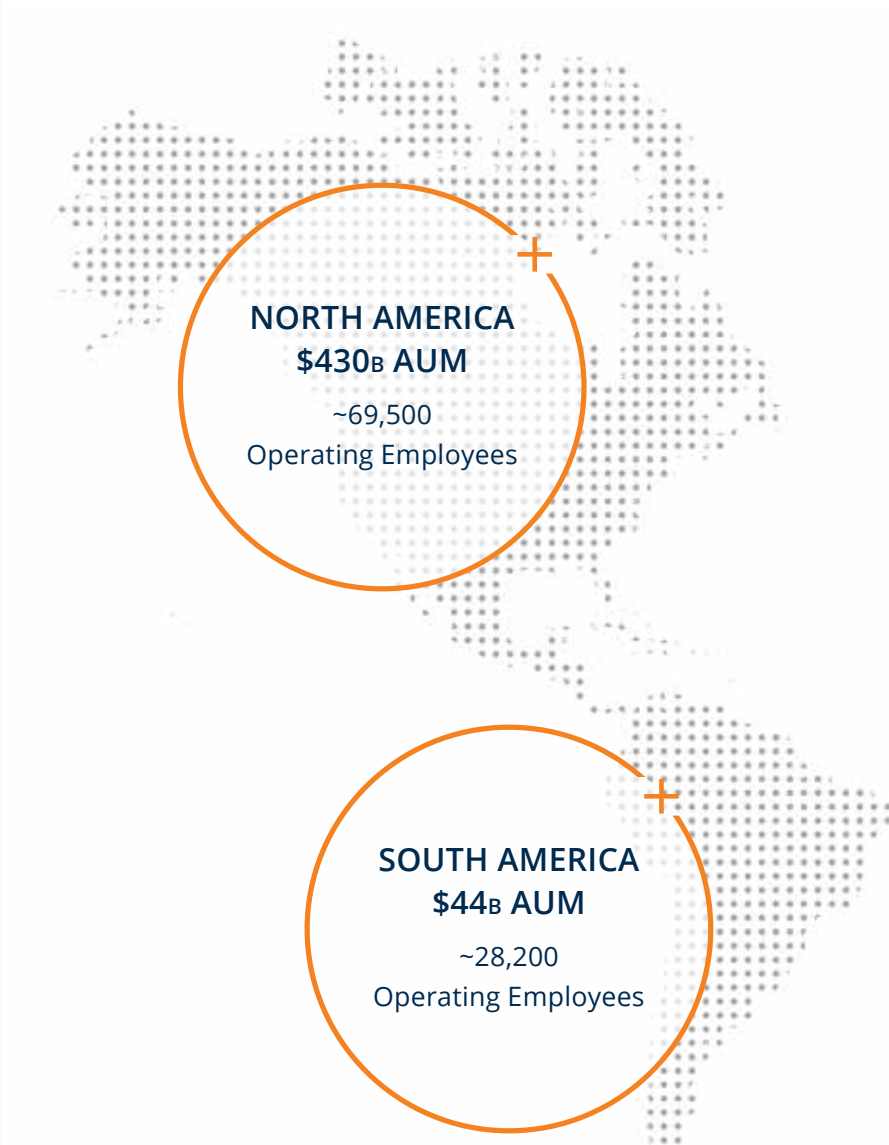 NORTH AMERICA
$430B AUM
~69,500
Operating Employees
SOUTH AMERICA
$44B AUM
~28,200
Operating Employees